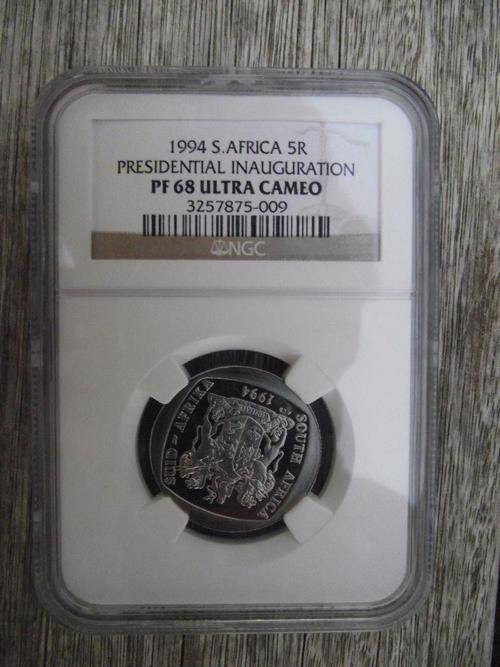 1994 S.AFRICA 5R
PRESIDENTIAL INAUGURATION
PF 68 ULTRA CAMEO
3257875-009
NGC
SUID – AFRIKA
1994
SOUTH AFRICA